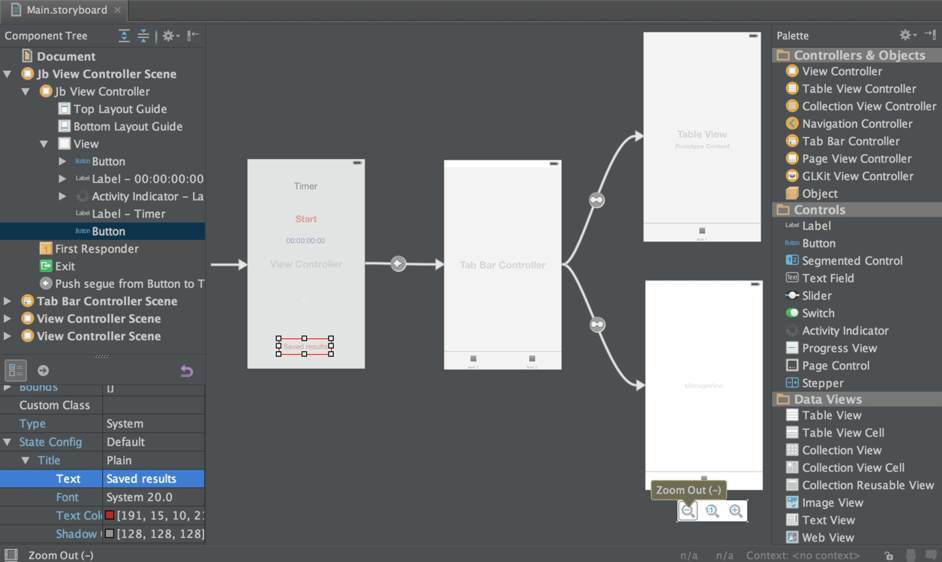 Main.storyboard
Component Tree
Document
Jb View Controller Scene
Jb View Controller
Top Layout Guide
Bottom Layout Guide
View
Button Button
Label Label – 00:00:00:00
Activity Indicator – La
Label Label – Timer
Button Button
First Responder
Exit
Push segue from Button to T
Tab Bar Controller Scene
View Controller Scene
View Controller Scene
Bounds []
Custom Class
Type System
State Config Default
Title Plain
Text Saved results
Font System 20.0
Text Col [191, 15, 10, 21
Shadow [128, 128, 128]
Zoom Out (–)
Timer
Start
00:00:00:00
View Controller
Saved results
Tab Bar Controller
Table View
Prototype Content
Zoom Out (–)
Palette
Controllers & Objects
View Controller
Table View Controller
Collection View Controller
Navigation Controller
Tab Bar Controller
Page View Controller
GLKit View Controller
Object
Controls
Label Label
Button Button
Segmented Control
Text Text Field
Slider
Switch
Activity Indicator
Progress View
Page Control
Stepper
Data Views
Table View
Table View Cell
Collection View
Collection View Cell
Collection Reusable View
Image View
Text View
Web View
n/a n/a Context: <no context>